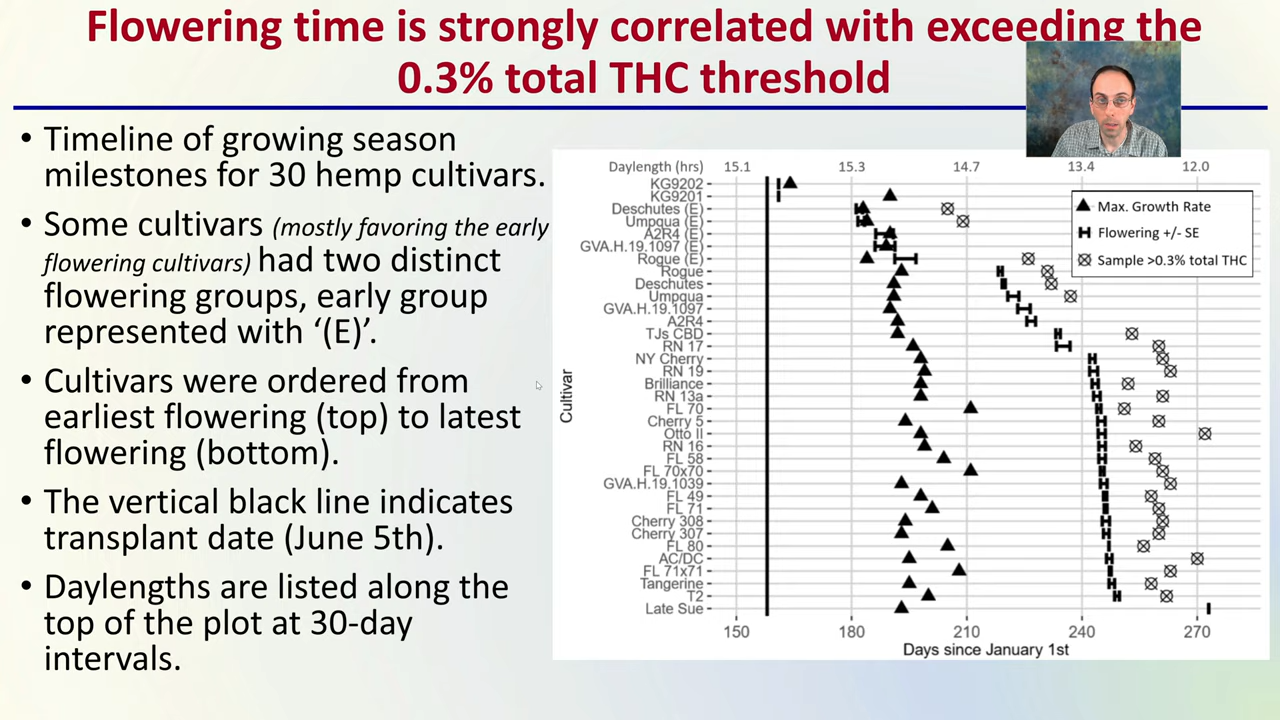 Flowering time is strongly correlated with exceeding the
0.3% total THC threshold
• Timeline of growing season
milestones for 30 hemp cultivars.
• Some cultivars (mostly favoring the early
flowering cultivars) had two distinct
flowering groups, early group
represented with ‘(E)’.
• Cultivars were ordered from
earliest flowering (top) to latest
flowering (bottom).
• The vertical black line indicates
transplant date (June 5th).
• Daylengths are listed along the
top of the plot at 30-day
intervals.
Daylength (hrs) 15.1 15.3 14.7 13.4 12.0
KG9202
KG9201
Deschutes (E)
Umpqua (E)
A2R4 (E)
GVA.H.19.1097 (E)
Rogue (E)
Rogue
Deschutes
Umpqua
GVA.H.19.1097
A2R4
TJs CBD
RN 17
NY Cherry
RN 19
Brilliance
RN 13a
FL 70
Cherry 5
Otto II
RN 16
FL 58
FL 70x70
GVA.H.19.1039
FL 49
FL 71
Cherry 308
Cherry 307
FL 80
AC/DC
FL 71x71
Tangerine
T2
Late Sue
Cultivar
Max. Growth Rate
Flowering +/- SE
Sample >0.3% total THC
150 180 210 240 270
Days since January 1st